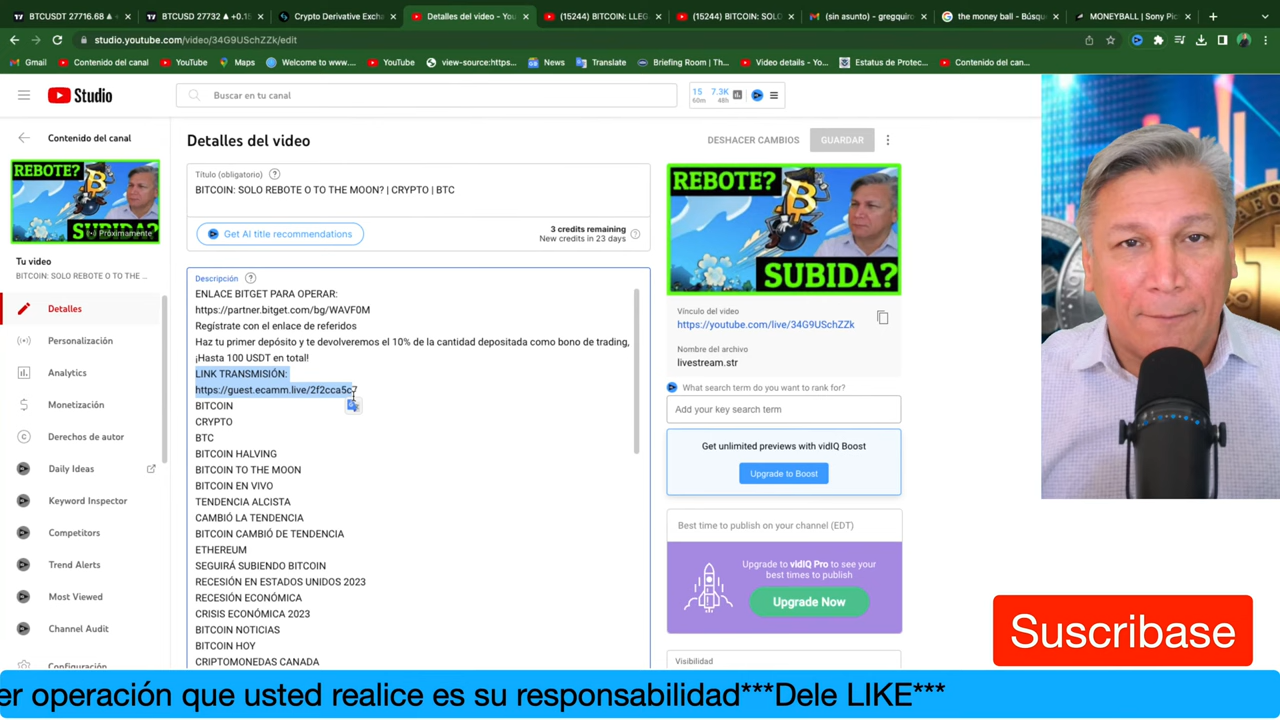 BTCUSDT 27716.68 ▲ +0.1
BTCUSD 27732 ▲ +0.1
Crypto Derivative Excha
Detalles del video - You
(15244) BITCOIN: LLEG
(15244) BITCOIN: SOLO
(sin asunto) - gregquiro
the money ball - Búsqu
MONEYBALL | Sony Pic
studio.youtube.com/video/34G9USchZZk/edit
Gmail
Contenido del canal
YouTube
Maps
Welcome to www....
YouTube
view-source:https...
News
Translate
Briefing Room | Th...
Video details - Yo...
Estatus de Protec...
Contenido del can...
Studio
Buscar en tu canal
15
60m
7.3K
48h
Contenido del canal
REBOTE?
SUBIDA?
Próximamente
Tu video
BITCOIN: SOLO REBOTE O TO THE ...
Detalles
Personalización
Analytics
Monetización
Derechos de autor
Daily Ideas
Keyword Inspector
Competitors
Trend Alerts
Most Viewed
Channel Audit
Configuración
Detalles del video
DESHACER CAMBIOS
GUARDAR
Título (obligatorio)
BITCOIN: SOLO REBOTE O TO THE MOON? | CRYPTO | BTC
Get AI title recommendations
3 credits remaining
New credits in 23 days
Descripción
ENLACE BITGET PARA OPERAR:
https://partner.bitget.com/bg/WAVF0M
Regístrate con el enlace de referidos
Haz tu primer depósito y te devolveremos el 10% de la cantidad depositada como bono de trading,
¡Hasta 100 USDT en total!
LINK TRANSMISIÓN:
https://guest.ecamm.live/2f2cca5c7
BITCOIN
CRYPTO
BTC
BITCOIN HALVING
BITCOIN TO THE MOON
BITCOIN EN VIVO
TENDENCIA ALCISTA
CAMBIÓ LA TENDENCIA
BITCOIN CAMBIÓ DE TENDENCIA
ETHEREUM
SEGUIRÁ SUBIENDO BITCOIN
RECESIÓN EN ESTADOS UNIDOS 2023
RECESIÓN ECONÓMICA
CRISIS ECONÓMICA 2023
BITCOIN NOTICIAS
BITCOIN HOY
CRIPTOMONEDAS CANADA
REBOTE?
SUBIDA?
Vínculo del video
https://youtube.com/live/34G9USchZZk
Nombre del archivo
livestream.str
What search term do you want to rank for?
Add your key search term
Get unlimited previews with vidIQ Boost
Upgrade to Boost
Best time to publish on your channel (EDT)
Upgrade to vidIQ Pro to see your
best times to publish
Upgrade Now
Visibilidad
Suscribase
er operación que usted realice es su responsabilidad***Dele LIKE***